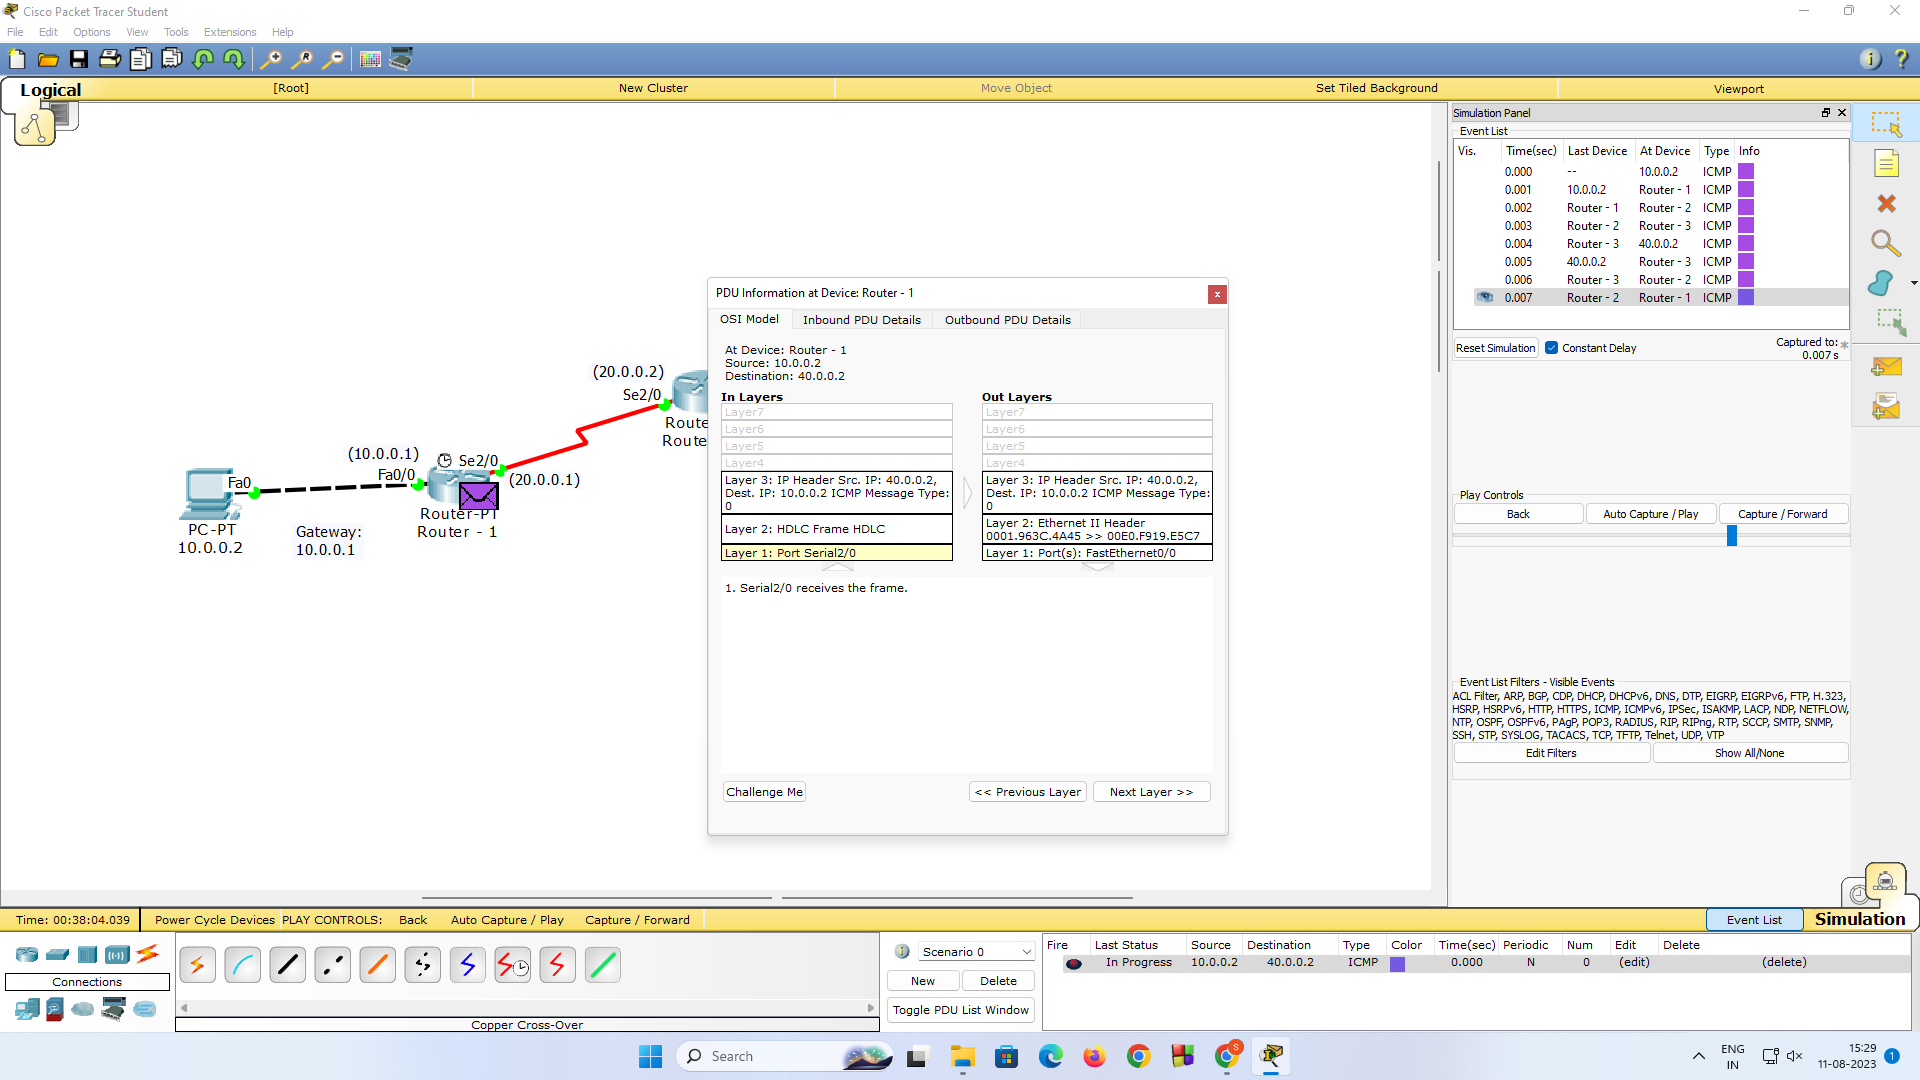 Cisco Packet Tracer Student
File Edit Options View Tools Extensions Help
Logical
[Root]
New Cluster
Move Object
Set Tiled Background
Viewport
(20.0.0.2)
Se2/0
Route
Route
(10.0.0.1)
Se2/0
Fa0/0
(20.0.0.1)
Fa0
Router-PT
Router - 1
PC-PT
10.0.0.2
Gateway:
10.0.0.1
PDU Information at Device: Router - 1
x
OSI Model
Inbound PDU Details
Outbound PDU Details
At Device: Router - 1
Source: 10.0.0.2
Destination: 40.0.0.2
In Layers
Layer7
Layer6
Layer5
Layer4
Layer 3: IP Header Src. IP: 40.0.0.2,
Dest. IP: 10.0.0.2 ICMP Message Type:
0
Layer 2: HDLC Frame HDLC
Layer 1: Port Serial2/0
Out Layers
Layer7
Layer6
Layer5
Layer4
Layer 3: IP Header Src. IP: 40.0.0.2,
Dest. IP: 10.0.0.2 ICMP Message Type:
0
Layer 2: Ethernet II Header
0001.963C.4A45 >> 00E0.F919.E5C7
Layer 1: Port(s): FastEthernet0/0
1. Serial2/0 receives the frame.
Challenge Me
<< Previous Layer
Next Layer >>
Simulation Panel
Event List
Vis. Time(sec) Last Device At Device Type Info
0.000 -- 10.0.0.2 ICMP
0.001 10.0.0.2 Router - 1 ICMP
0.002 Router - 1 Router - 2 ICMP
0.003 Router - 2 Router - 3 ICMP
0.004 Router - 3 40.0.0.2 ICMP
0.005 40.0.0.2 Router - 3 ICMP
0.006 Router - 3 Router - 2 ICMP
0.007 Router - 2 Router - 1 ICMP
Reset Simulation
Constant Delay
Captured to: *
0.007 s
Play Controls
Back
Auto Capture / Play
Capture / Forward
Event List Filters - Visible Events
ACL Filter, ARP, BGP, CDP, DHCP, DHCPv6, DNS, DTP, EIGRP, EIGRPv6, FTP, H.323,
HSRP, HSRPv6, HTTP, HTTPS, ICMP, ICMPv6, IPSec, ISAKMP, LACP, NDP, NETFLOW,
NTP, OSPF, OSPFv6, PAgP, POP3, RADIUS, RIP, RIPng, RTP, SCCP, SMTP, SNMP,
SSH, STP, SYSLOG, TACACS, TCP, TFTP, Telnet, UDP, VTP
Edit Filters
Show All/None
Time: 00:38:04.039
Power Cycle Devices PLAY CONTROLS: Back Auto Capture / Play Capture / Forward
Event List
Simulation
Connections
Copper Cross-Over
Scenario 0
New
Delete
Toggle PDU List Window
Fire Last Status Source Destination Type Color Time(sec) Periodic Num Edit Delete
In Progress 10.0.0.2 40.0.0.2 ICMP 0.000 N 0 (edit) (delete)
Search
S
ENG
IN
15:29
11-08-2023
1